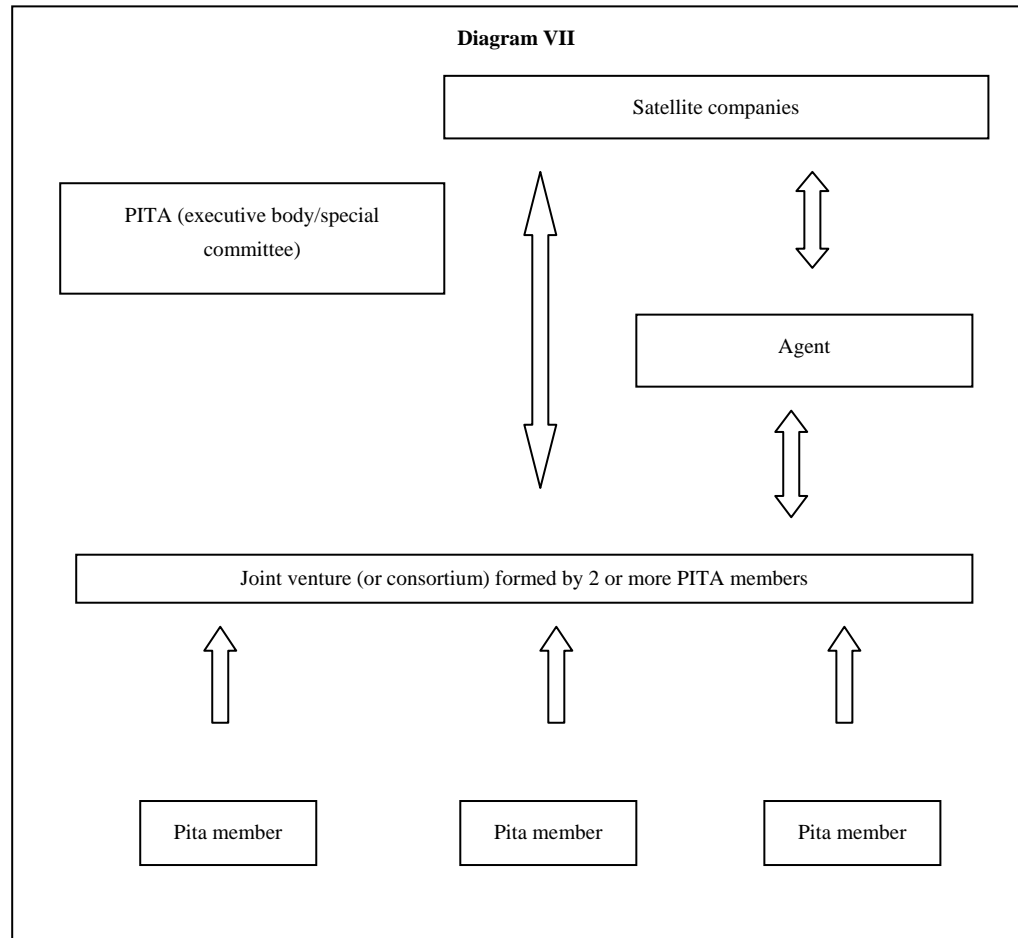 Diagram VII
Satellite companies
PITA (executive body/special
committee)
Agent
Joint venture (or consortium) formed by 2 or more PITA members
Pita member
Pita member
Pita member